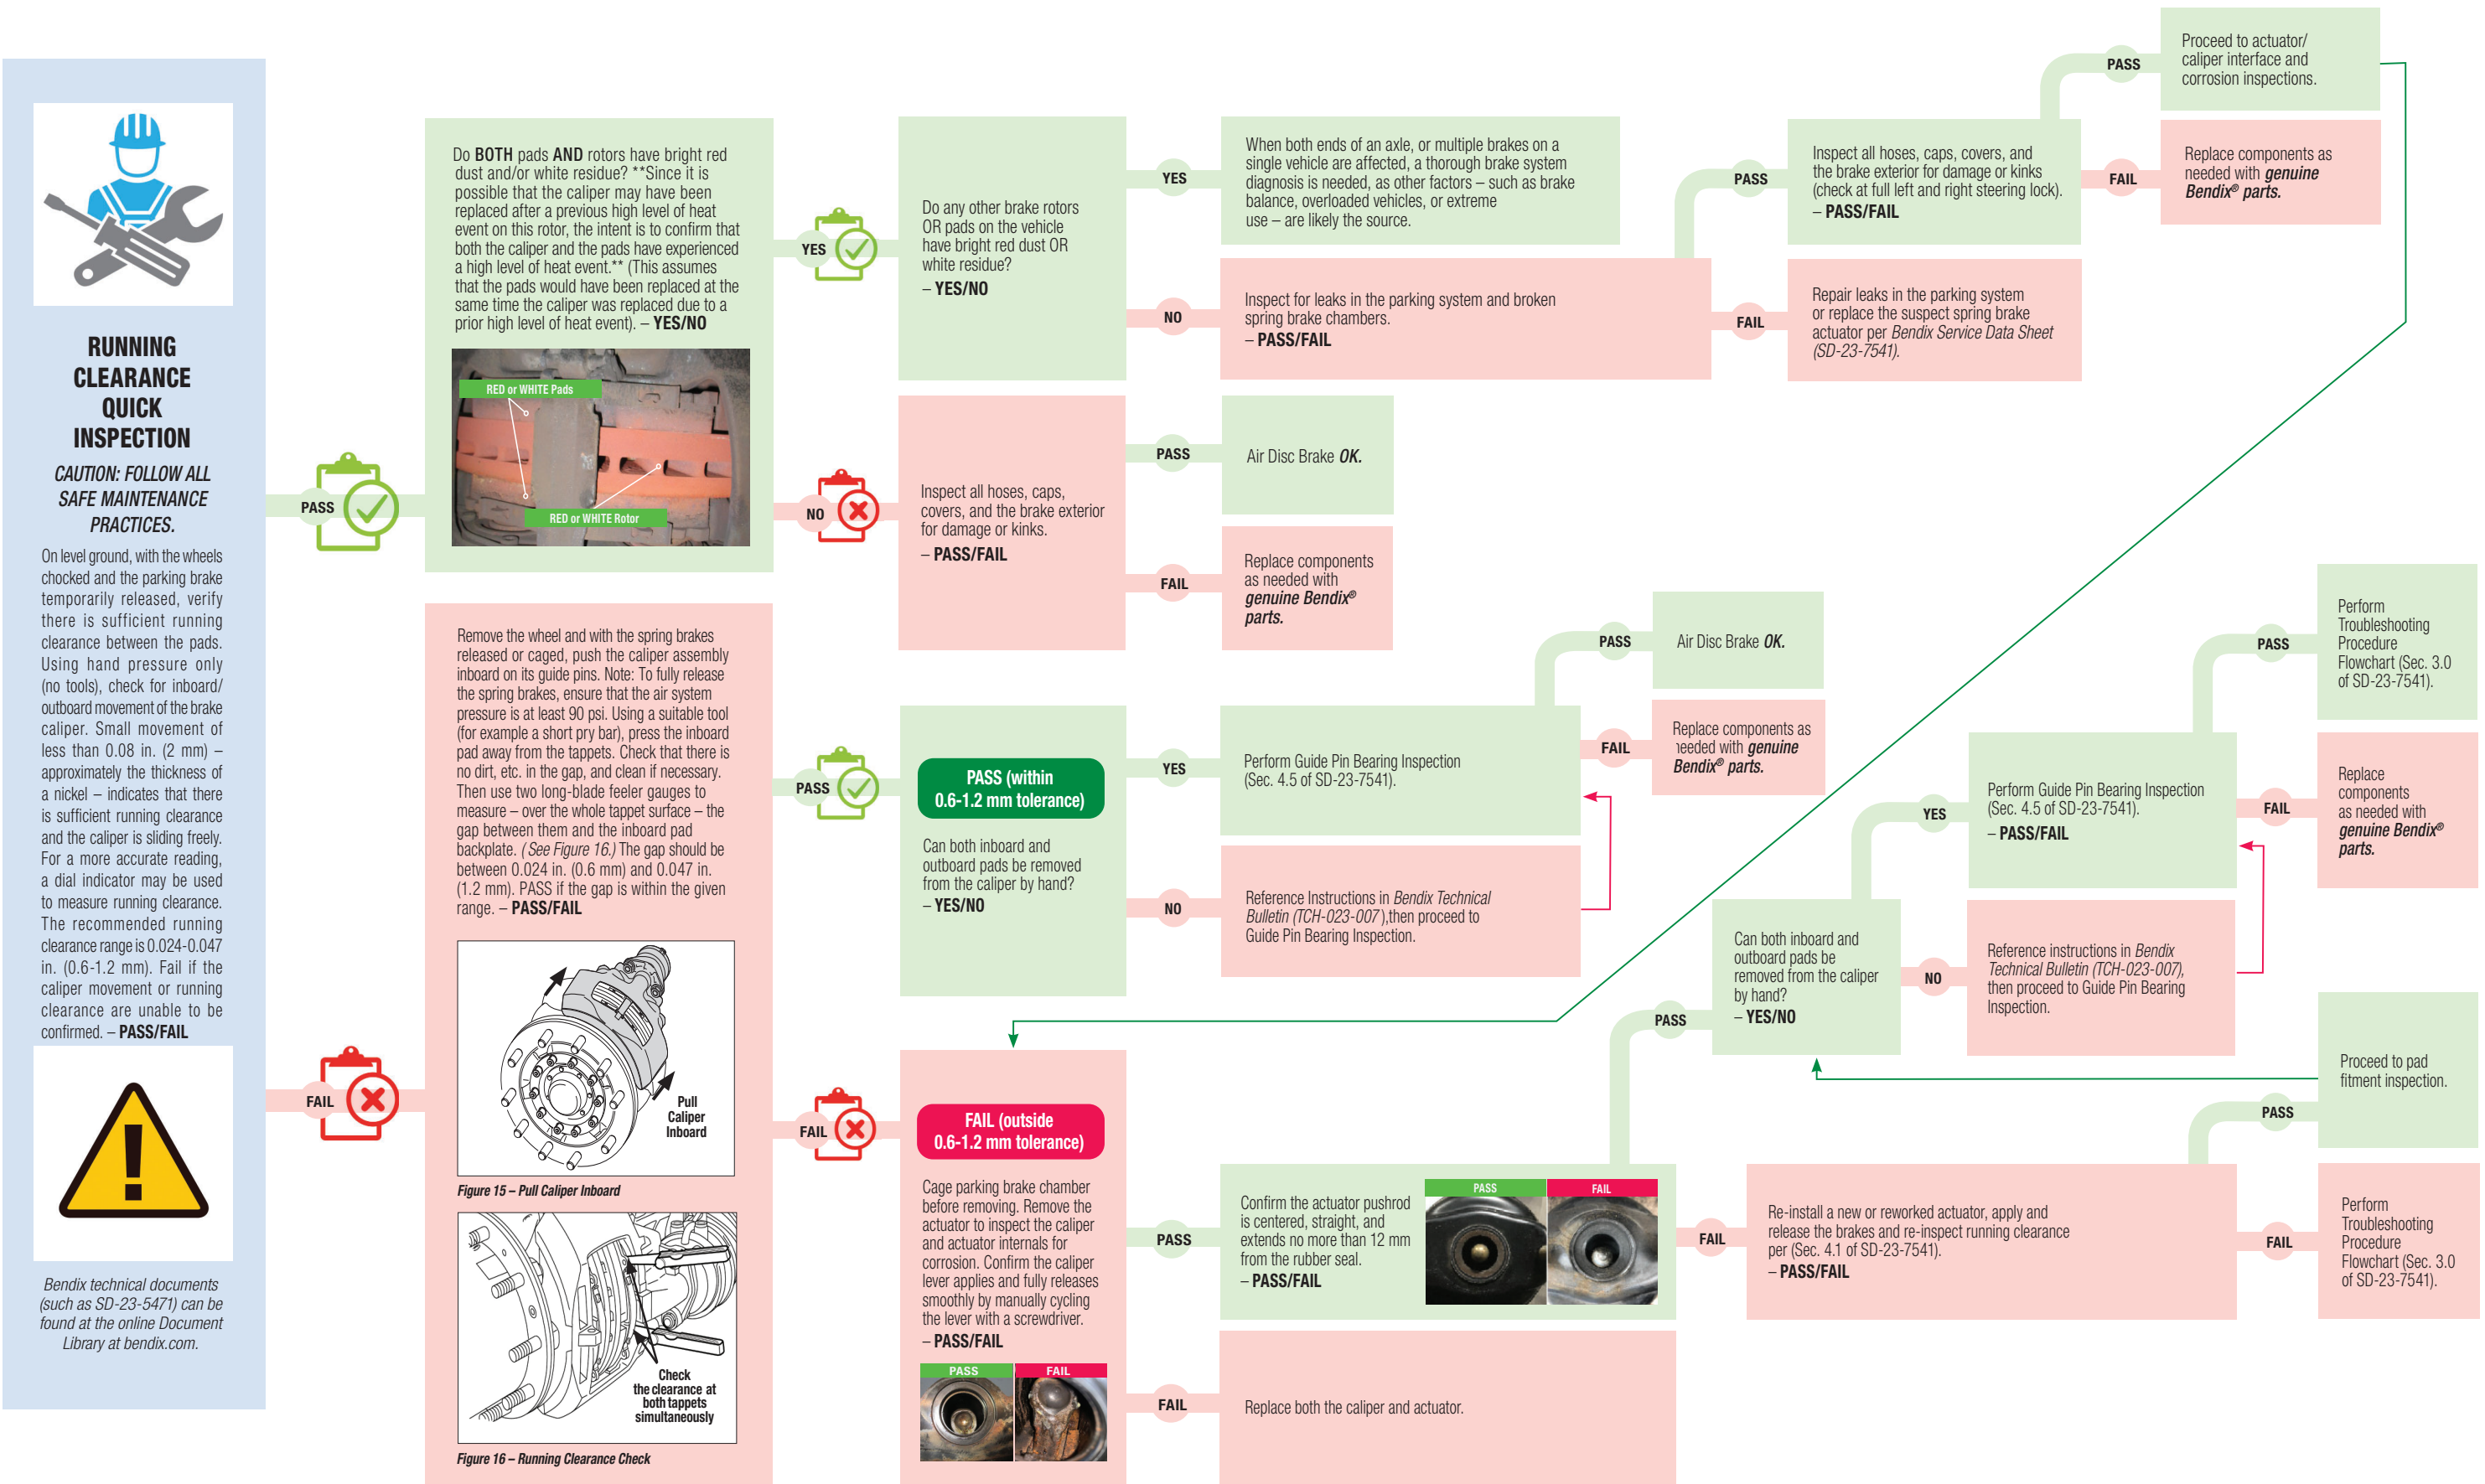 RUNNING
CLEARANCE
QUICK
INSPECTION
CAUTION: FOLLOW ALL
SAFE MAINTENANCE
PRACTICES.
On level ground, with the wheels
chocked and the parking brake
temporarily released, verify
there is sufficient running
clearance between the pads.
Using hand pressure only
(no tools), check for inboard/
outboard movement of the brake
caliper. Small movement of
less than 0.08 in. (2 mm) –
approximately the thickness of
a nickel – indicates that there
is sufficient running clearance
and the caliper is sliding freely.
For a more accurate reading,
a dial indicator may be used
to measure running clearance.
The recommended running
clearance range is 0.024-0.047
in. (0.6-1.2 mm). Fail if the
caliper movement or running
clearance are unable to be
confirmed. – PASS/FAIL
Bendix technical documents
(such as SD-23-5471) can be
found at the online Document
Library at bendix.com.
PASS
Do BOTH pads AND rotors have bright red
dust and/or white residue? **Since it is
possible that the caliper may have been
replaced after a previous high level of heat
event on this rotor, the intent is to confirm that
both the caliper and the pads have experienced
a high level of heat event.** (This assumes
that the pads would have been replaced at the
same time the caliper was replaced due to a
prior high level of heat event). – YES/NO
RED or WHITE Pads
RED or WHITE Rotor
YES
Do any other brake rotors
OR pads on the vehicle
have bright red dust OR
white residue?
– YES/NO
YES
When both ends of an axle, or multiple brakes on a
single vehicle are affected, a thorough brake system
diagnosis is needed, as other factors – such as brake
balance, overloaded vehicles, or extreme
use – are likely the source.
NO
Inspect for leaks in the parking system and broken
spring brake chambers.
– PASS/FAIL
PASS
Inspect all hoses, caps, covers, and
the brake exterior for damage or kinks
(check at full left and right steering lock).
– PASS/FAIL
PASS
Proceed to actuator/
caliper interface and
corrosion inspections.
FAIL
Replace components as
needed with genuine
Bendix® parts.
FAIL
Repair leaks in the parking system
or replace the suspect spring brake
actuator per Bendix Service Data Sheet
(SD-23-7541).
NO
Inspect all hoses, caps,
covers, and the brake exterior
for damage or kinks.
– PASS/FAIL
PASS
Air Disc Brake OK.
FAIL
Replace components
as needed with
genuine Bendix®
parts.
FAIL
Remove the wheel and with the spring brakes
released or caged, push the caliper assembly
inboard on its guide pins. Note: To fully release
the spring brakes, ensure that the air system
pressure is at least 90 psi. Using a suitable tool
(for example a short pry bar), press the inboard
pad away from the tappets. Check that there is
no dirt, etc. in the gap, and clean if necessary.
Then use two long-blade feeler gauges to
measure – over the whole tappet surface – the
gap between them and the inboard pad
backplate. (See Figure 16.) The gap should be
between 0.024 in. (0.6 mm) and 0.047 in.
(1.2 mm). PASS if the gap is within the given
range. – PASS/FAIL
Pull
Caliper
Inboard
Figure 15 – Pull Caliper Inboard
Check
the clearance at
both tappets
simultaneously
Figure 16 – Running Clearance Check
PASS
PASS (within
0.6-1.2 mm tolerance)
Can both inboard and
outboard pads be removed
from the caliper by hand?
– YES/NO
YES
Perform Guide Pin Bearing Inspection
(Sec. 4.5 of SD-23-7541).
PASS
Air Disc Brake OK.
FAIL
Replace components as
needed with genuine
Bendix® parts.
NO
Reference Instructions in Bendix Technical
Bulletin (TCH-023-007),then proceed to
Guide Pin Bearing Inspection.
FAIL
FAIL (outside
0.6-1.2 mm tolerance)
Cage parking brake chamber
before removing. Remove the
actuator to inspect the caliper
and actuator internals for
corrosion. Confirm the caliper
lever applies and fully releases
smoothly by manually cycling
the lever with a screwdriver.
– PASS/FAIL
PASS
FAIL
PASS
Confirm the actuator pushrod
is centered, straight, and
extends no more than 12 mm
from the rubber seal.
– PASS/FAIL
PASS
FAIL
FAIL
Replace both the caliper and actuator.
PASS
Can both inboard and
outboard pads be
removed from the caliper
by hand?
– YES/NO
YES
Perform Guide Pin Bearing Inspection
(Sec. 4.5 of SD-23-7541).
– PASS/FAIL
PASS
Perform
Troubleshooting
Procedure
Flowchart (Sec. 3.0
of SD-23-7541).
FAIL
Replace
components
as needed with
genuine Bendix®
parts.
NO
Reference instructions in Bendix
Technical Bulletin (TCH-023-007),
then proceed to Guide Pin Bearing
Inspection.
FAIL
Re-install a new or reworked actuator, apply and
release the brakes and re-inspect running clearance
per (Sec. 4.1 of SD-23-7541).
– PASS/FAIL
PASS
Proceed to pad
fitment inspection.
FAIL
Perform
Troubleshooting
Procedure
Flowchart (Sec. 3.0
of SD-23-7541).